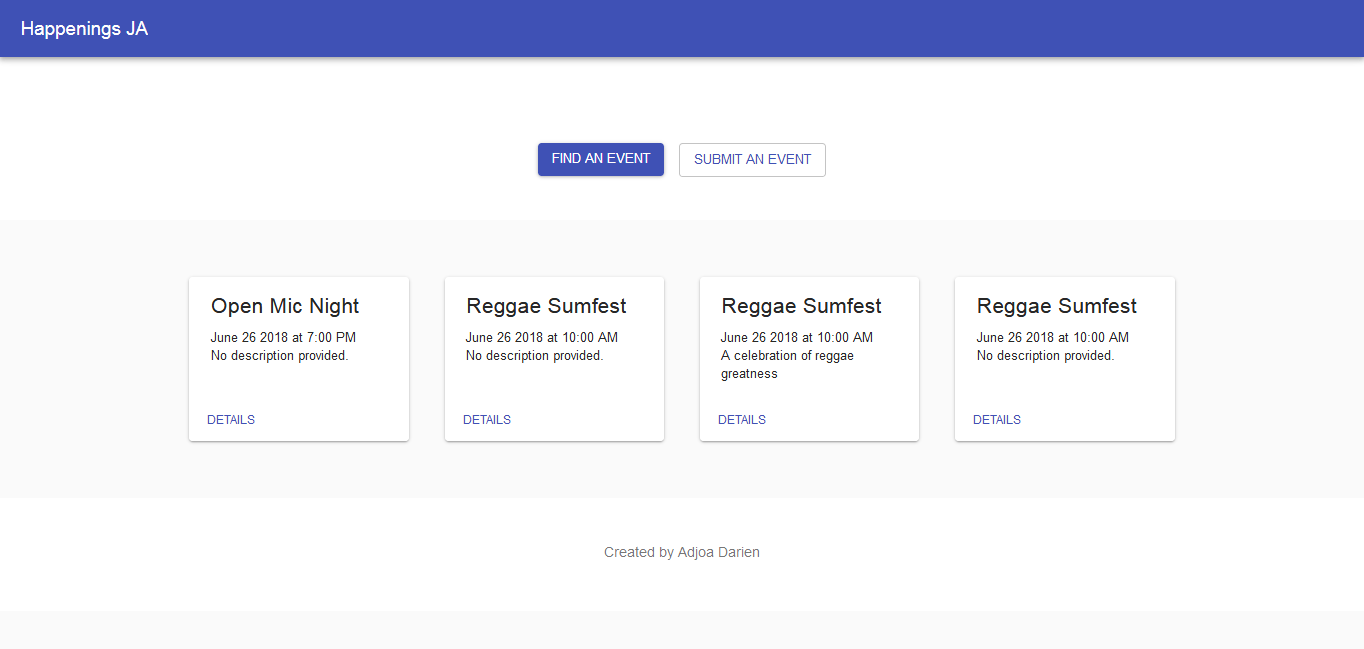 Happenings JA
FIND AN EVENT
SUBMIT AN EVENT
Open Mic Night
June 26 2018 at 7:00 PM
No description provided.
DETAILS
Reggae Sumfest
June 26 2018 at 10:00 AM
No description provided.
DETAILS
Reggae Sumfest
June 26 2018 at 10:00 AM
A celebration of reggae
greatness
DETAILS
Reggae Sumfest
June 26 2018 at 10:00 AM
No description provided.
DETAILS
Created by Adjoa Darien